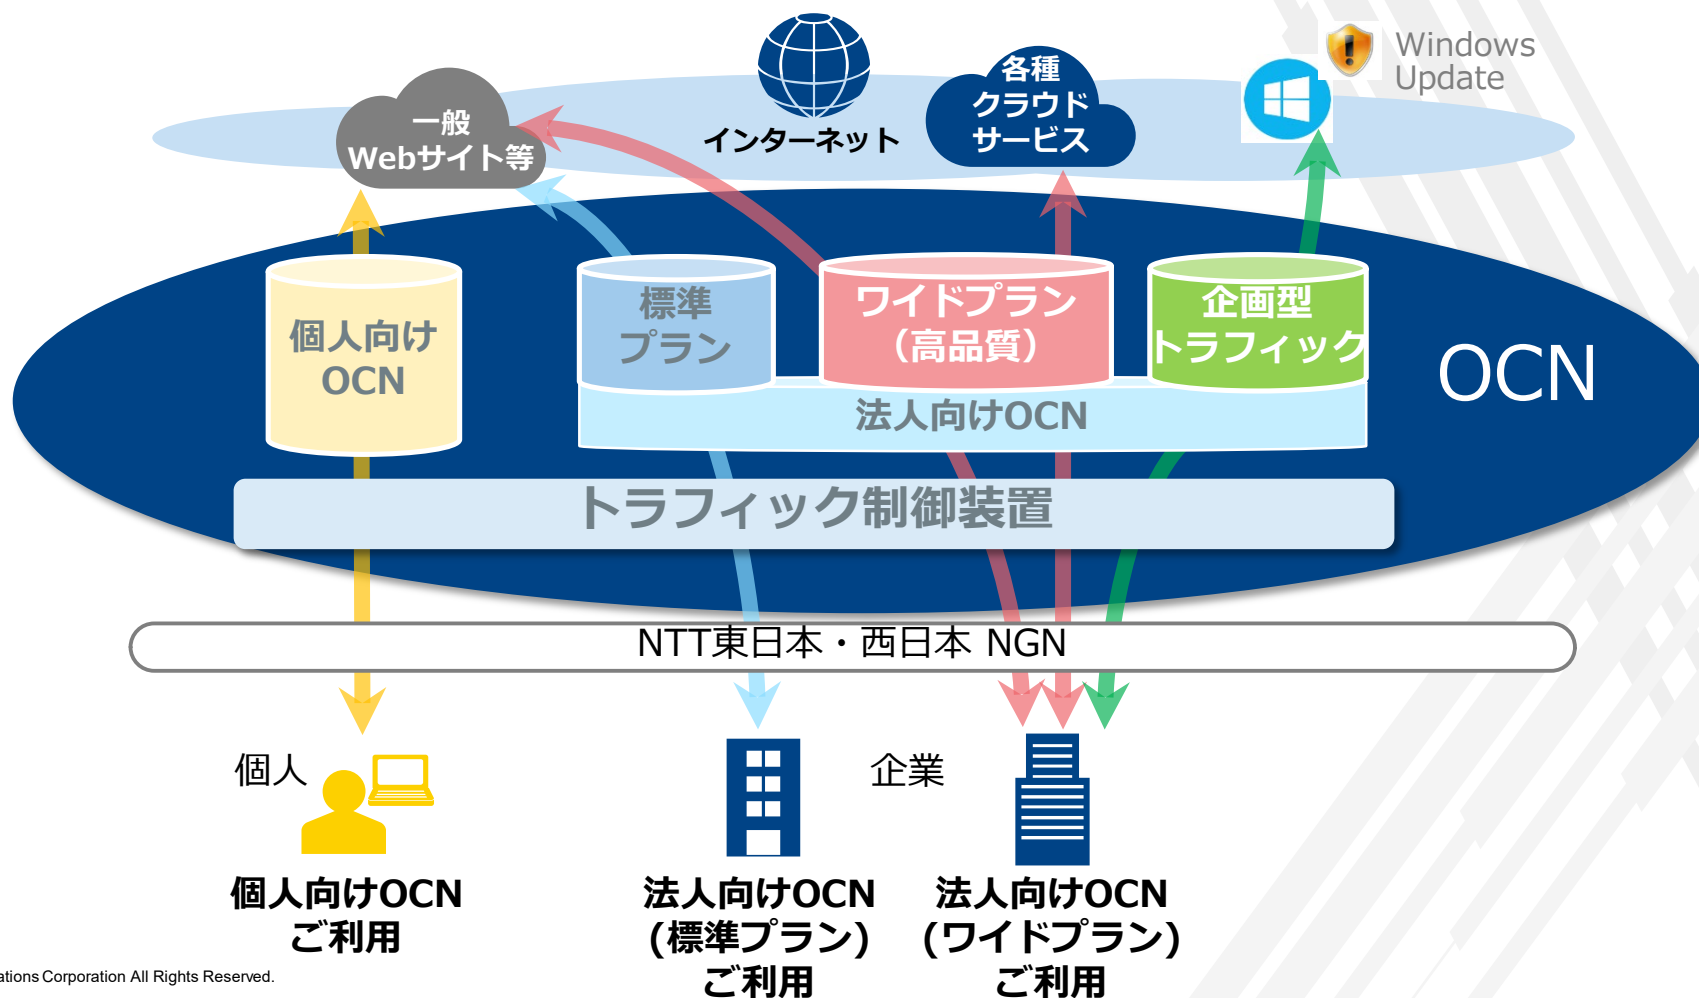 Windows
Update
一般
Webサイト等
インターネット
各種
クラウド
サービス
個人向け
OCN
標準
プラン
ワイドプラン
（高品質）
企画型
トラフィック
OCN
法人向けOCN
トラフィック制御装置
NTT東日本・西日本 NGN
個人
企業
個人向けOCN
ご利用
法人向けOCN
(標準プラン)
ご利用
法人向けOCN
(ワイドプラン)
ご利用
ations Corporation All Rights Reserved.